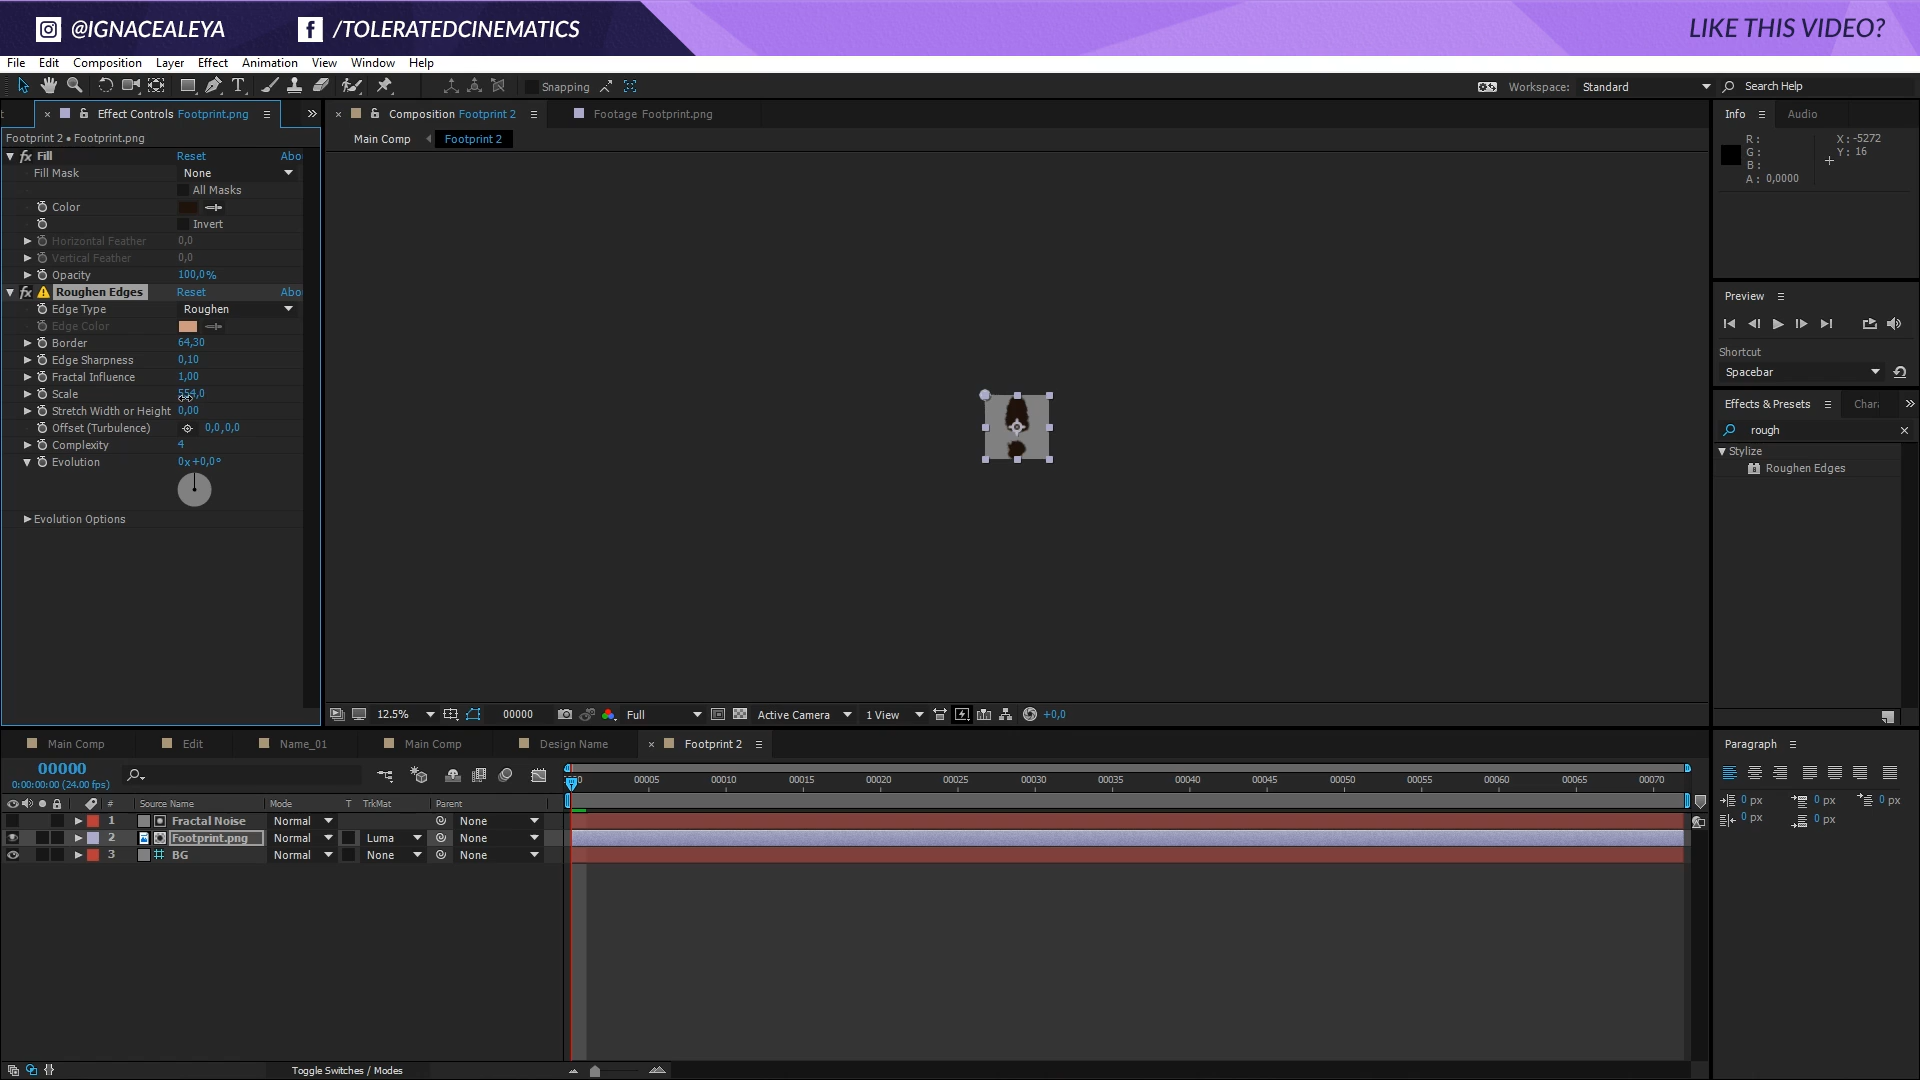 @IGNACEALEYA /TOLERATEDCINEMATICS LIKE THIS VIDEO?
File Edit Composition Layer Effect Animation View Window Help
Snapping Workspace: Standard Search Help
Effect Controls Footprint.png Composition Footprint 2 Footage Footprint.png Info Audio
Footprint 2 • Footprint.png Main Comp Footprint 2
R: X: -5272
G: Y: 16
B:
A: 0,0000
fx Fill Reset Abo
Fill Mask None
All Masks
Color
Invert
Horizontal Feather 0,0
Vertical Feather 0,0
Opacity 100,0%
fx Roughen Edges Reset Abo
Edge Type Roughen
Edge Color
Border 64,30
Edge Sharpness 0,10
Fractal Influence 1,00
Scale 554,0
Stretch Width or Height 0,00
Offset (Turbulence) 0,0,0,0
Complexity 4
Evolution 0x+0,0°
Evolution Options
Preview
Shortcut
Spacebar
Effects & Presets Chara
rough
Stylize
Roughen Edges
12.5% 00000 Full Active Camera 1 View +0,0
Main Comp Edit Name_01 Main Comp Design Name Footprint 2
00000
0:00:00:00 (24.00 fps)
0 00005 00010 00015 00020 00025 00030 00035 00040 00045 00050 00055 00060 00065 00070
# Source Name Mode T TrkMat Parent
1 Fractal Noise Normal None
2 Footprint.png Normal Luma None
3 BG Normal None None
Paragraph
0 px 0 px 0 px
0 px 0 px
Toggle Switches / Modes